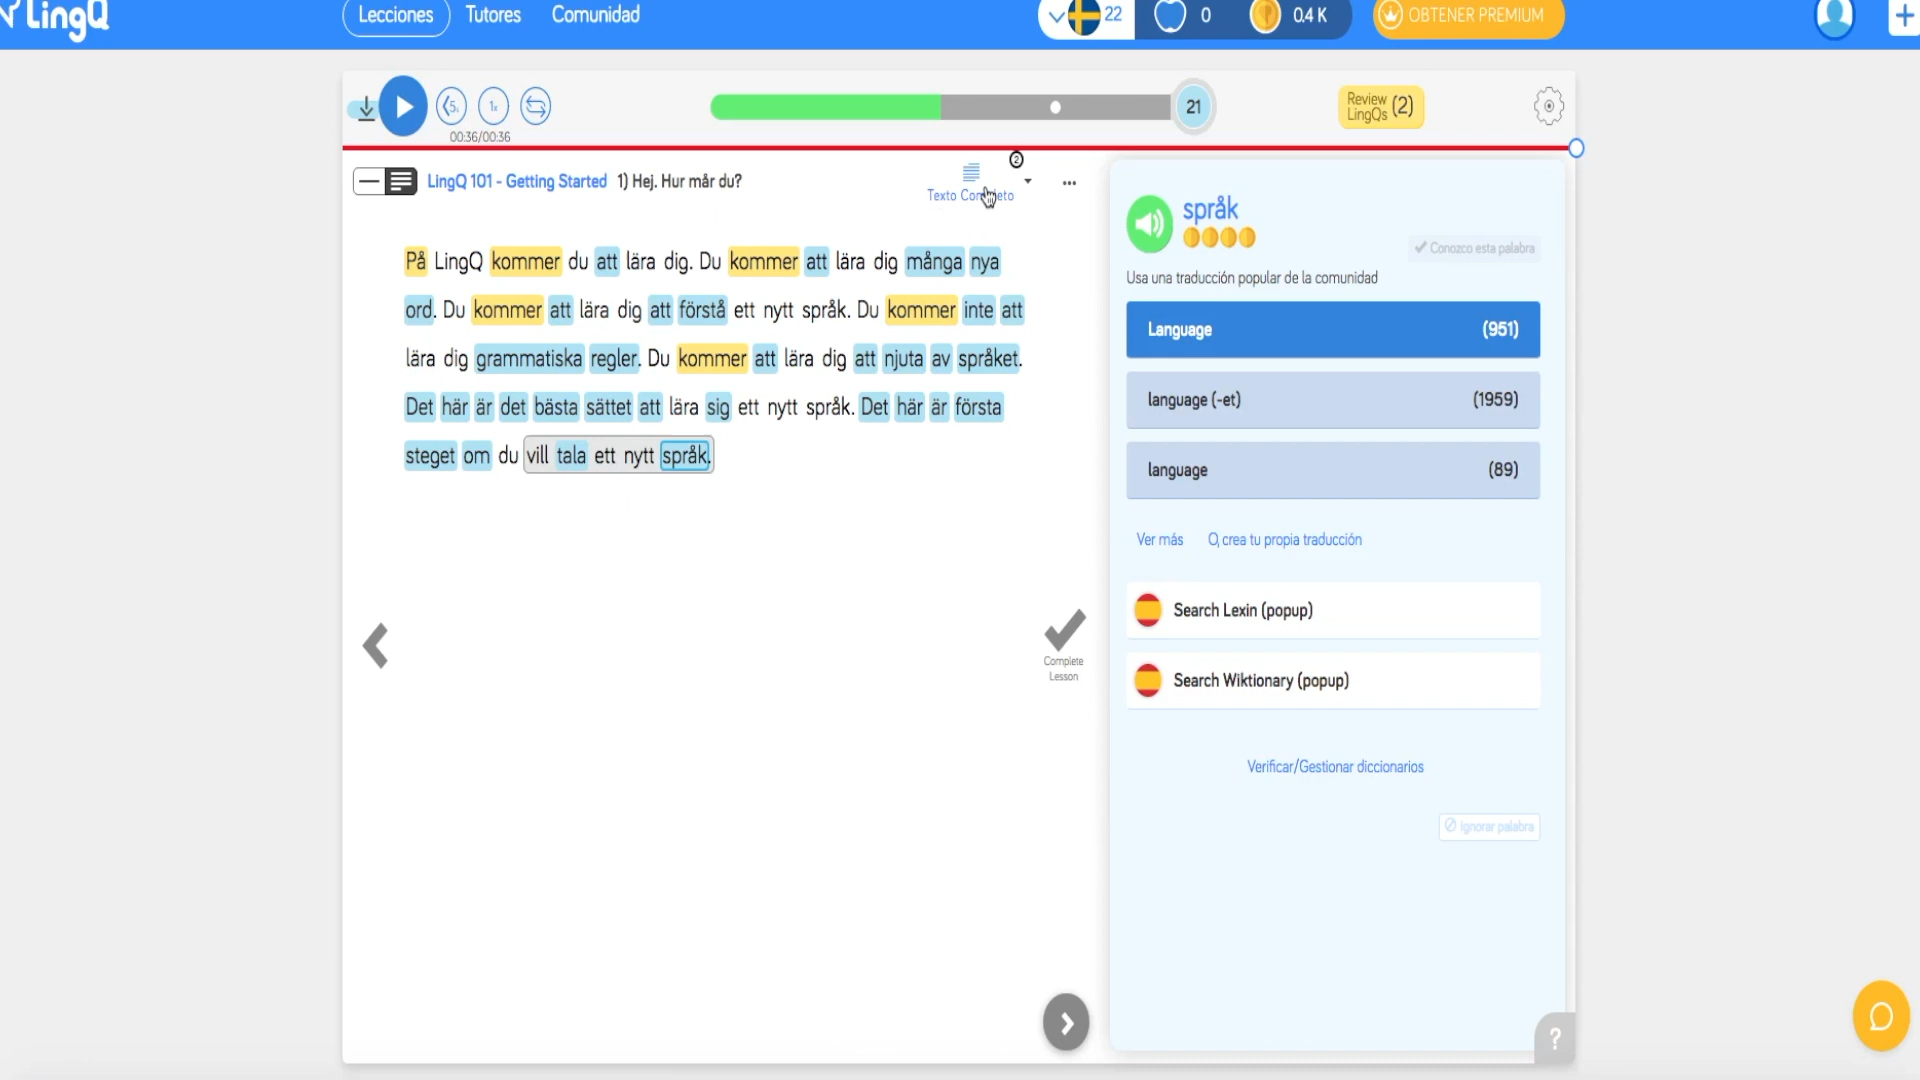 LingQ
Lecciones Tutores Comunidad
22 0 0.4 K OBTENER PREMIUM
5s 1x
00:36/00:36
21
Review LingQs (2)
LingQ 101 - Getting Started 1) Hej. Hur mår du?
2
Texto Completo
På LingQ kommer du att lära dig. Du kommer att lära dig många nya
ord. Du kommer att lära dig att förstå ett nytt språk. Du kommer inte att
lära dig grammatiska regler. Du kommer att lära dig att njuta av språket.
Det här är det bästa sättet att lära sig ett nytt språk. Det här är första
steget om du vill tala ett nytt språk.
Complete
Lesson
språk
Conozco esta palabra
Usa una traducción popular de la comunidad
Language (951)
language (-et) (1959)
language (89)
Ver más O, crea tu propia traducción
Search Lexin (popup)
Search Wiktionary (popup)
Verificar/Gestionar diccionarios
Ignorar palabra
?